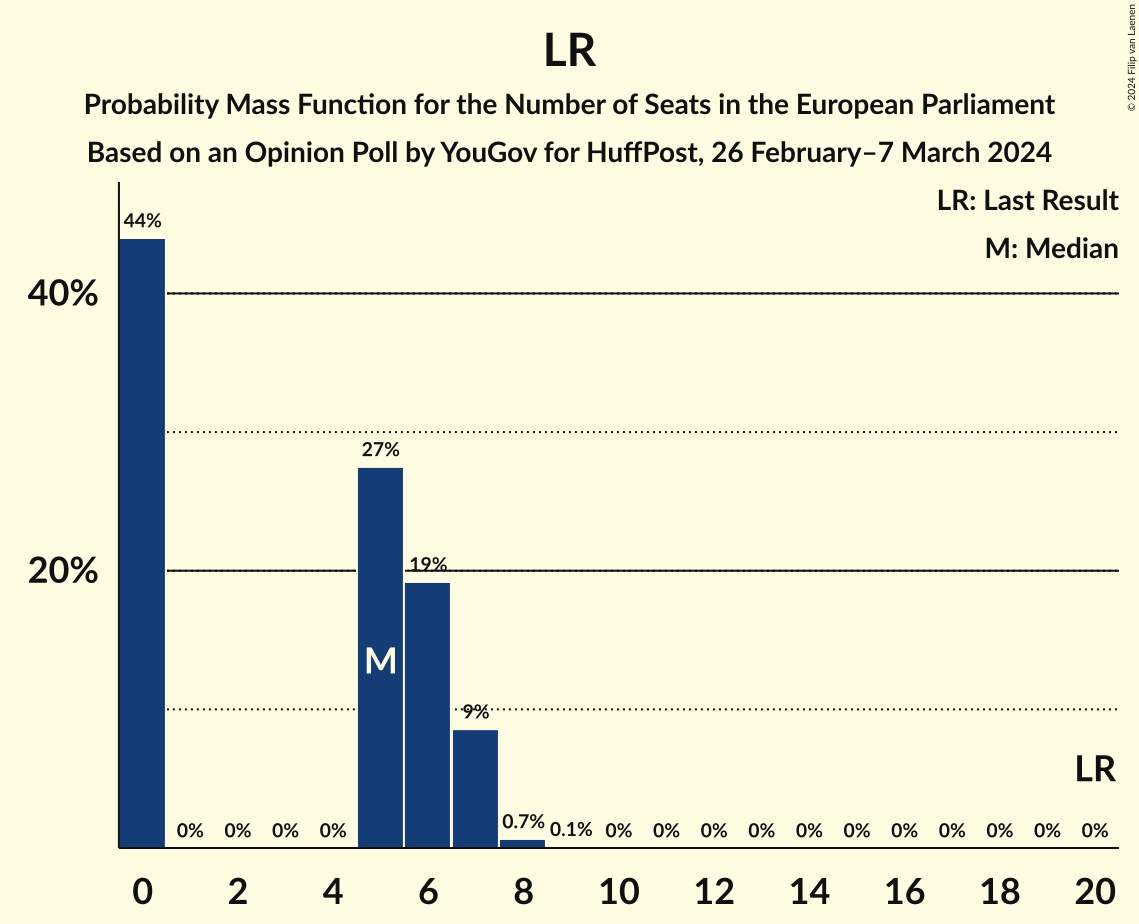 © 2024 Filip van Laenen
LR
Probability Mass Function for the Number of Seats in the European Parliament
Based on an Opinion Poll by YouGov for HuffPost, 26 February–7 March 2024
LR: Last Result
M: Median
44%
40%
27%
20%
19%
M
9%
LR
0% 0% 0% 0% 0.7% 0.1% 0% 0% 0% 0% 0% 0% 0% 0% 0% 0% 0%
0 2 4 6 8 10 12 14 16 18 20